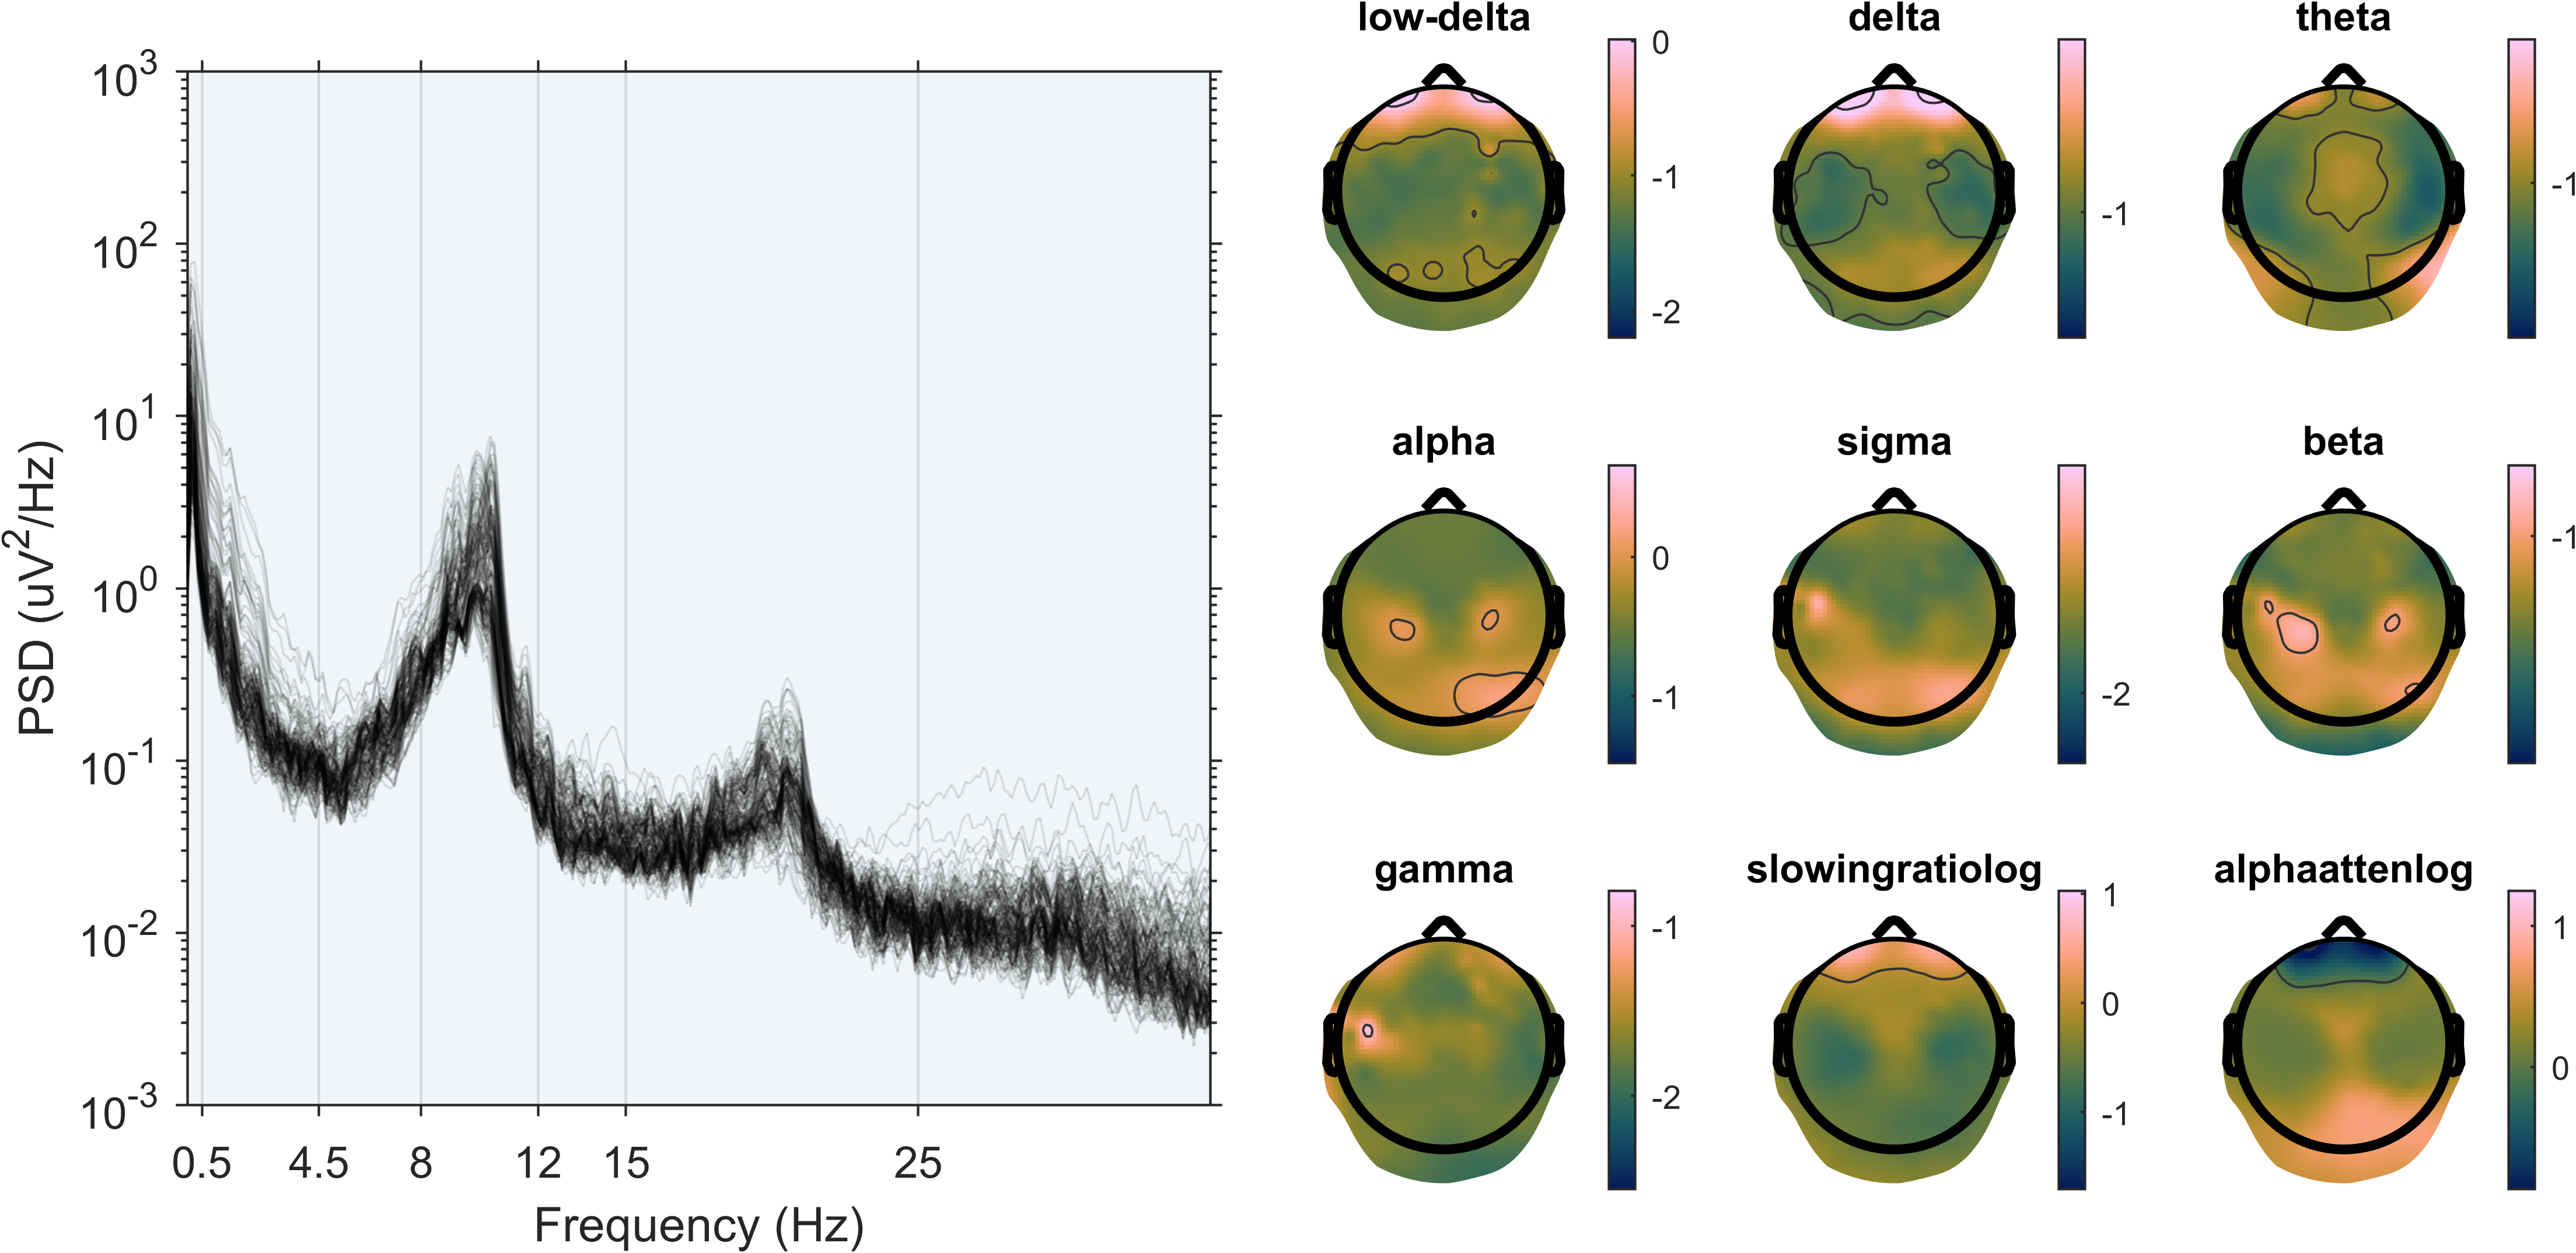 PSD (uV²/Hz)
10³
10²
10¹
10⁰
10⁻¹
10⁻²
10⁻³
0.5 4.5 8 12 15 25
Frequency (Hz)
low-delta
0
-1
-2
delta
-1
theta
-1
alpha
0
-1
sigma
-2
beta
-1
gamma
-1
-2
slowingratiolog
1
0
-1
alphaattenlog
1
0